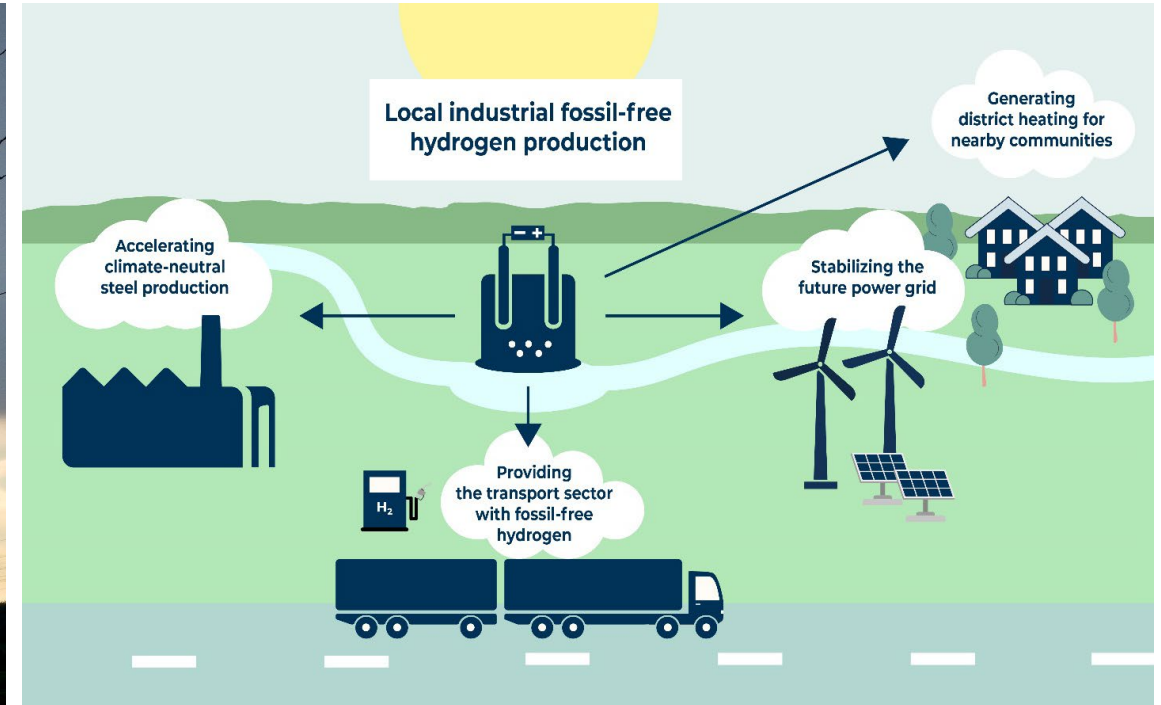 Local industrial fossil-free
hydrogen production
Generating
district heating for
nearby communities
Accelerating
climate-neutral
steel production
- +
Stabilizing the
future power grid
Providing
the transport sector
with fossil-free
hydrogen
H₂